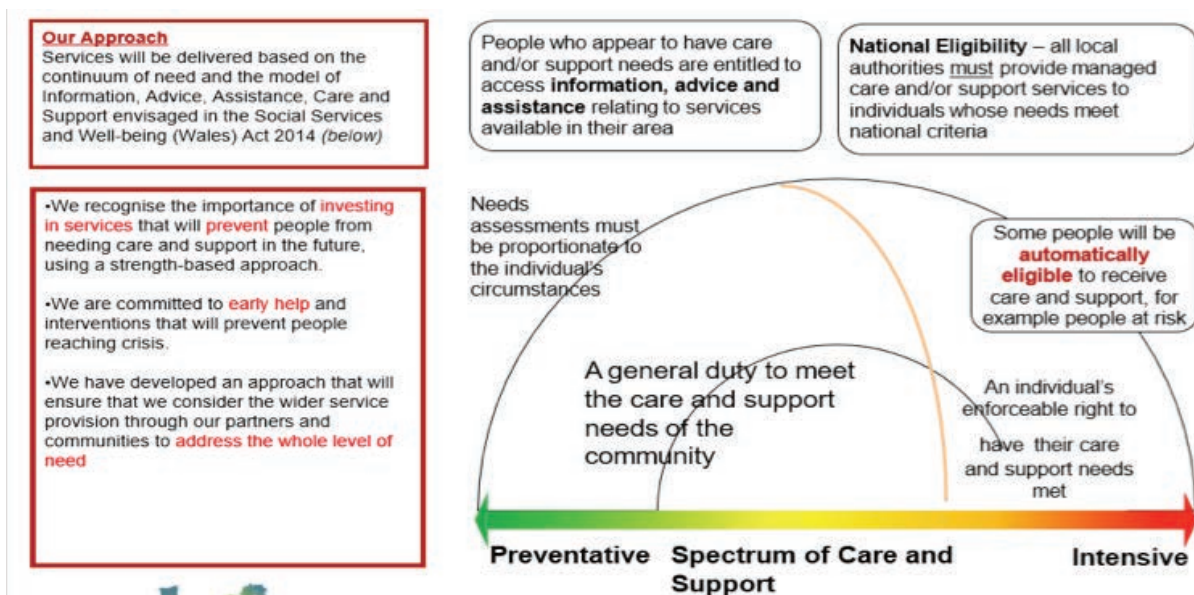 Our Approach
Services will be delivered based on the
continuum of need and the model of
Information, Advice, Assistance, Care and
Support envisaged in the Social Services
and Well-being (Wales) Act 2014 (below)
•We recognise the importance of investing
in services that will prevent people from
needing care and support in the future,
using a strength-based approach.
•We are committed to early help and
interventions that will prevent people
reaching crisis.
•We have developed an approach that will
ensure that we consider the wider service
provision through our partners and
communities to address the whole level of
need
People who appear to have care
and/or support needs are entitled to
access information, advice and
assistance relating to services
available in their area
National Eligibility – all local
authorities must provide managed
care and/or support services to
individuals whose needs meet
national criteria
Needs
assessments must
be proportionate to
the individual's
circumstances
Some people will be
automatically
eligible to receive
care and support, for
example people at risk
A general duty to meet
the care and support
needs of the
community
An individual's
enforceable right to
have their care
and support needs
met
Preventative
Spectrum of Care and
Support
Intensive